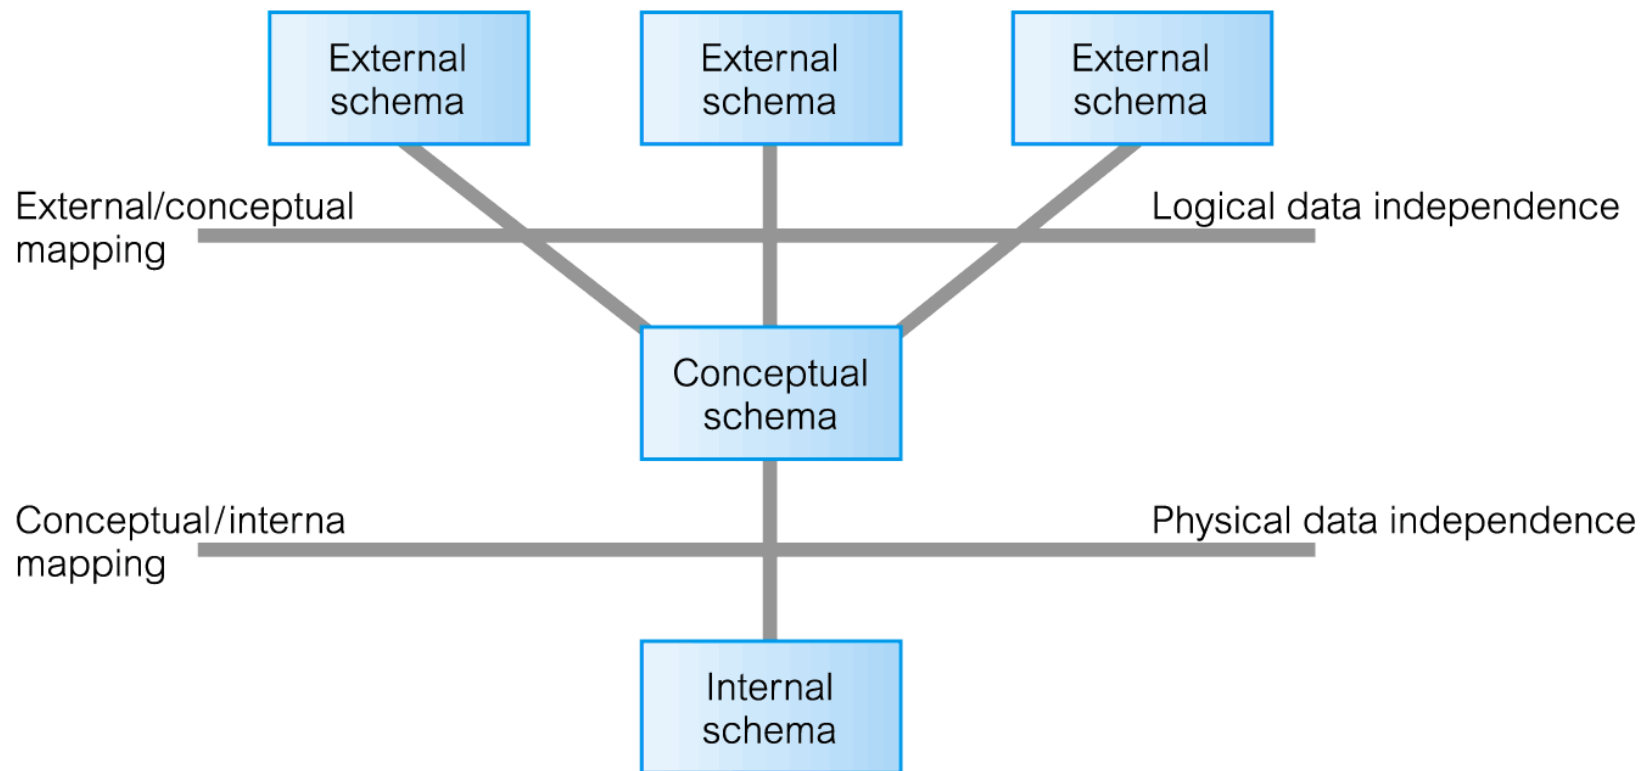 External
schema
External
schema
External
schema
External/conceptual
mapping
Logical data independence
Conceptual
schema
Conceptual/interna
mapping
Physical data independence
Internal
schema